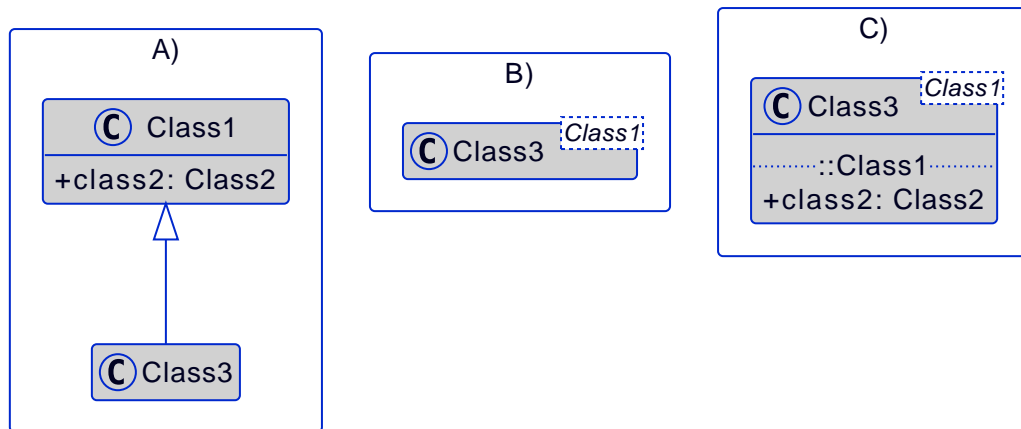 A)
C Class1
+class2: Class2
C Class3
B)
C Class3
Class1
C)
C Class3
Class1
::Class1
+class2: Class2